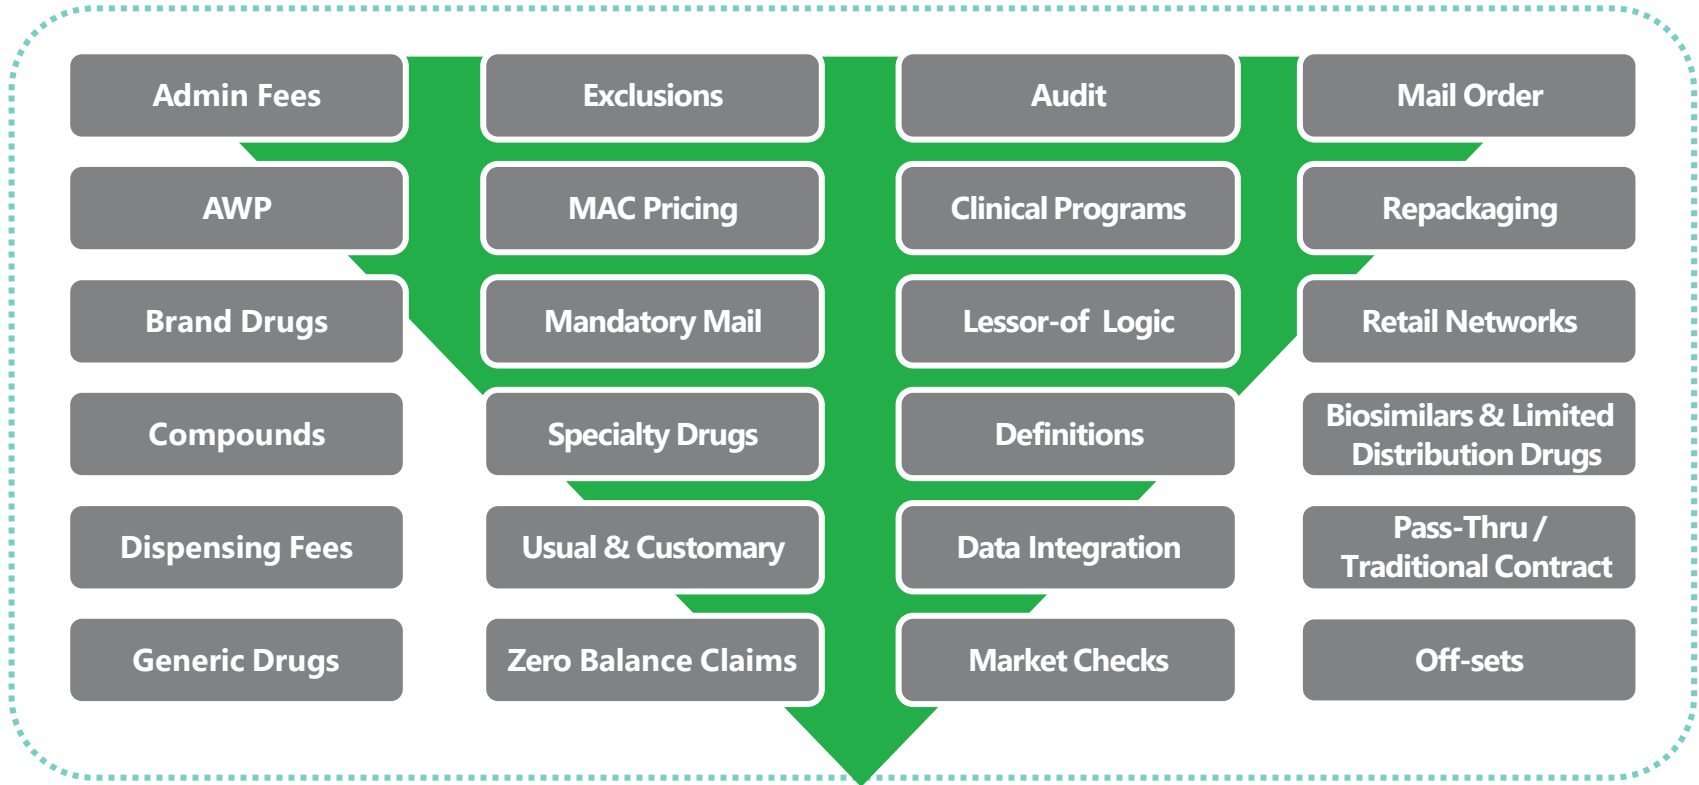 Admin Fees
Exclusions
Audit
Mail Order
AWP
MAC Pricing
Clinical Programs
Repackaging
Brand Drugs
Mandatory Mail
Lessor-of Logic
Retail Networks
Compounds
Specialty Drugs
Definitions
Biosimilars & Limited
Distribution Drugs
Dispensing Fees
Usual & Customary
Data Integration
Pass-Thru /
Traditional Contract
Generic Drugs
Zero Balance Claims
Market Checks
Off-sets